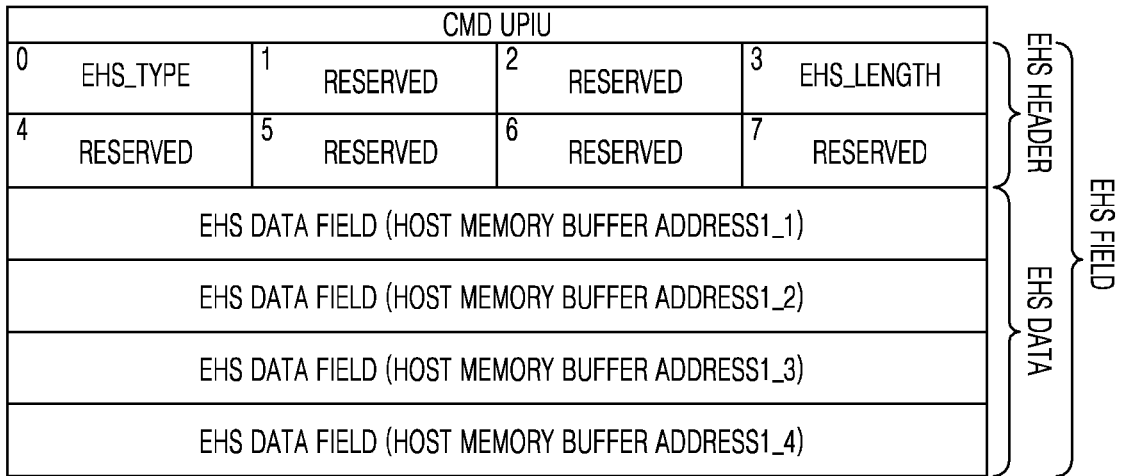 CMD UPIU
0 EHS_TYPE 1 RESERVED 2 RESERVED 3 EHS_LENGTH
4 RESERVED 5 RESERVED 6 RESERVED 7 RESERVED
EHS DATA FIELD (HOST MEMORY BUFFER ADDRESS1_1)
EHS DATA FIELD (HOST MEMORY BUFFER ADDRESS1_2)
EHS DATA FIELD (HOST MEMORY BUFFER ADDRESS1_3)
EHS DATA FIELD (HOST MEMORY BUFFER ADDRESS1_4)
EHS HEADER
EHS DATA
EHS FIELD